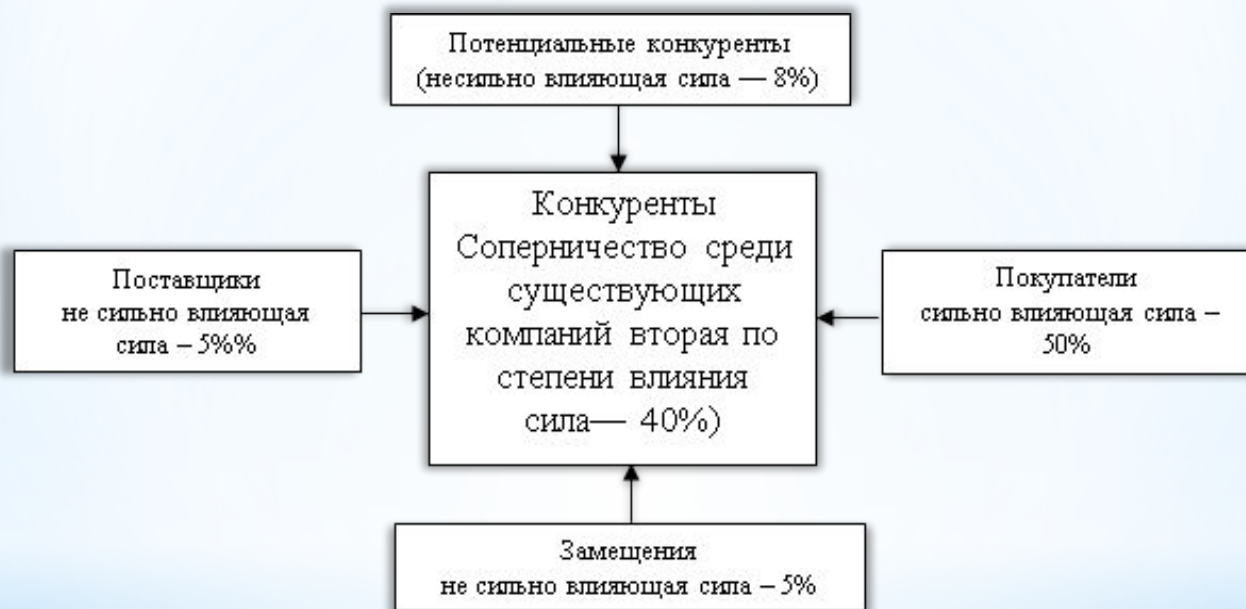 Потенциальные конкуренты
(несильно влияющая сила — 8%)
Конкуренты
Соперничество среди
существующих
компаний вторая по
степени влияния
сила— 40%)
Поставщики
не сильно влияющая
сила – 5%%
Покупатели
сильно влияющая сила –
50%
Замещения
не сильно влияющая сила – 5%